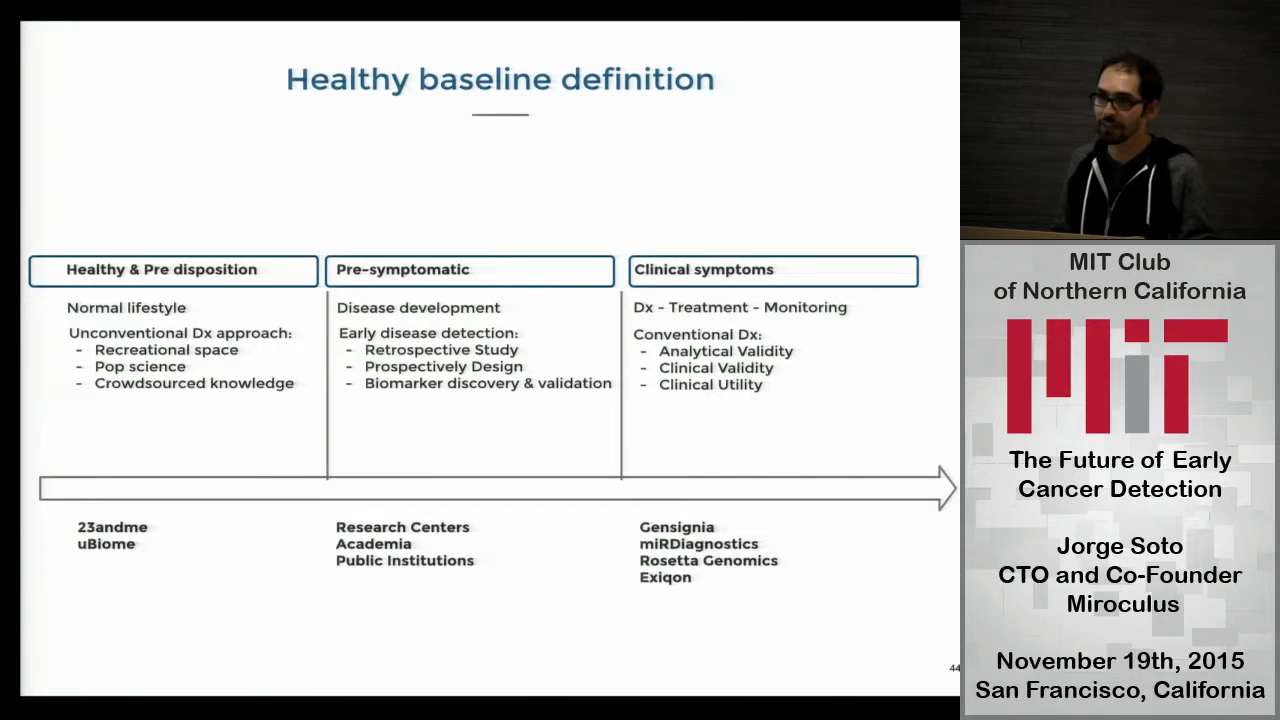 Healthy baseline definition
Healthy & Pre disposition
Normal lifestyle
Unconventional Dx approach:
- Recreational space
- Pop science
- Crowdsourced knowledge
Pre-symptomatic
Disease development
Early disease detection:
- Retrospective Study
- Prospectively Design
- Biomarker discovery & validation
Clinical symptoms
Dx - Treatment - Monitoring
Conventional Dx:
- Analytical Validity
- Clinical Validity
- Clinical Utility
23andme
uBiome
Research Centers
Academia
Public Institutions
Gensignia
miRDiagnostics
Rosetta Genomics
Exiqon
44
MIT Club
of Northern California
MIT
The Future of Early
Cancer Detection
Jorge Soto
CTO and Co-Founder
Miroculus
November 19th, 2015
San Francisco, California